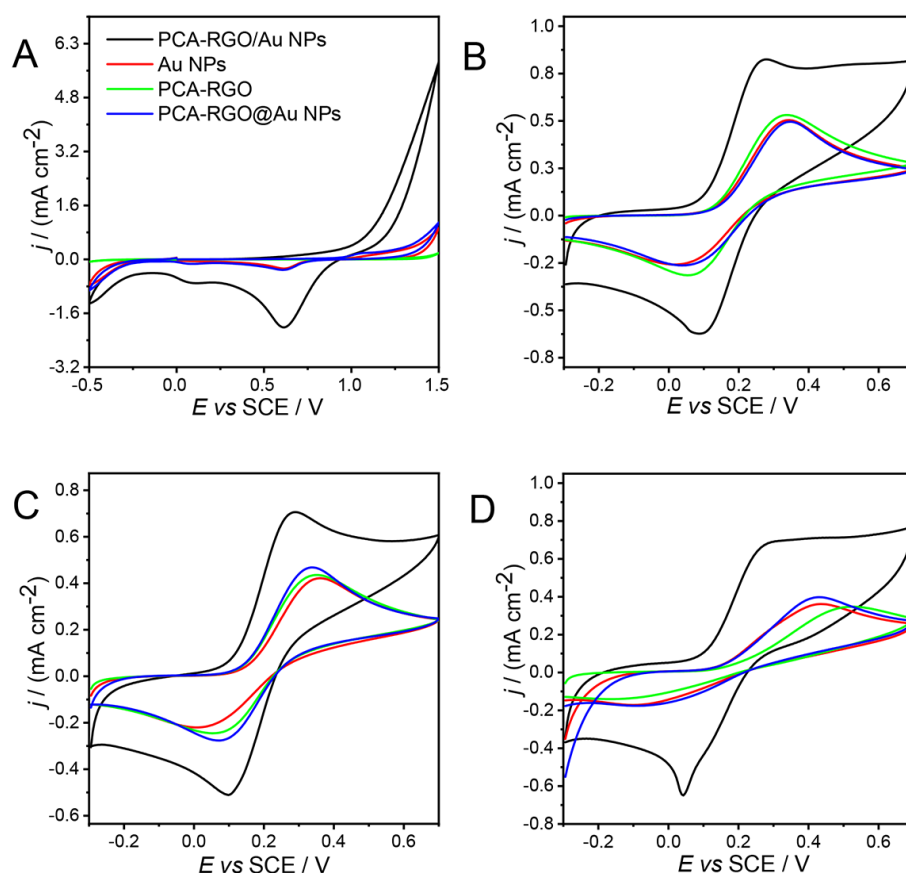 A
6.3
4.8
3.2
1.6
0.0
-1.6
-3.2
j / (mA cm-2)
PCA-RGO/Au NPs
Au NPs
PCA-RGO
PCA-RGO@Au NPs
-0.5 0.0 0.5 1.0 1.5
E vs SCE / V
B
1.0
0.8
0.5
0.3
0.0
-0.2
-0.5
-0.8
j / (mA cm-2)
-0.2 0.0 0.2 0.4 0.6
E vs SCE / V
C
0.8
0.6
0.4
0.2
0.0
-0.2
-0.4
-0.6
j / (mA cm-2)
-0.2 0.0 0.2 0.4 0.6
E vs SCE / V
D
1.0
0.8
0.6
0.4
0.2
0.0
-0.2
-0.4
-0.6
-0.8
j / (mA cm-2)
-0.2 0.0 0.2 0.4 0.6
E vs SCE / V